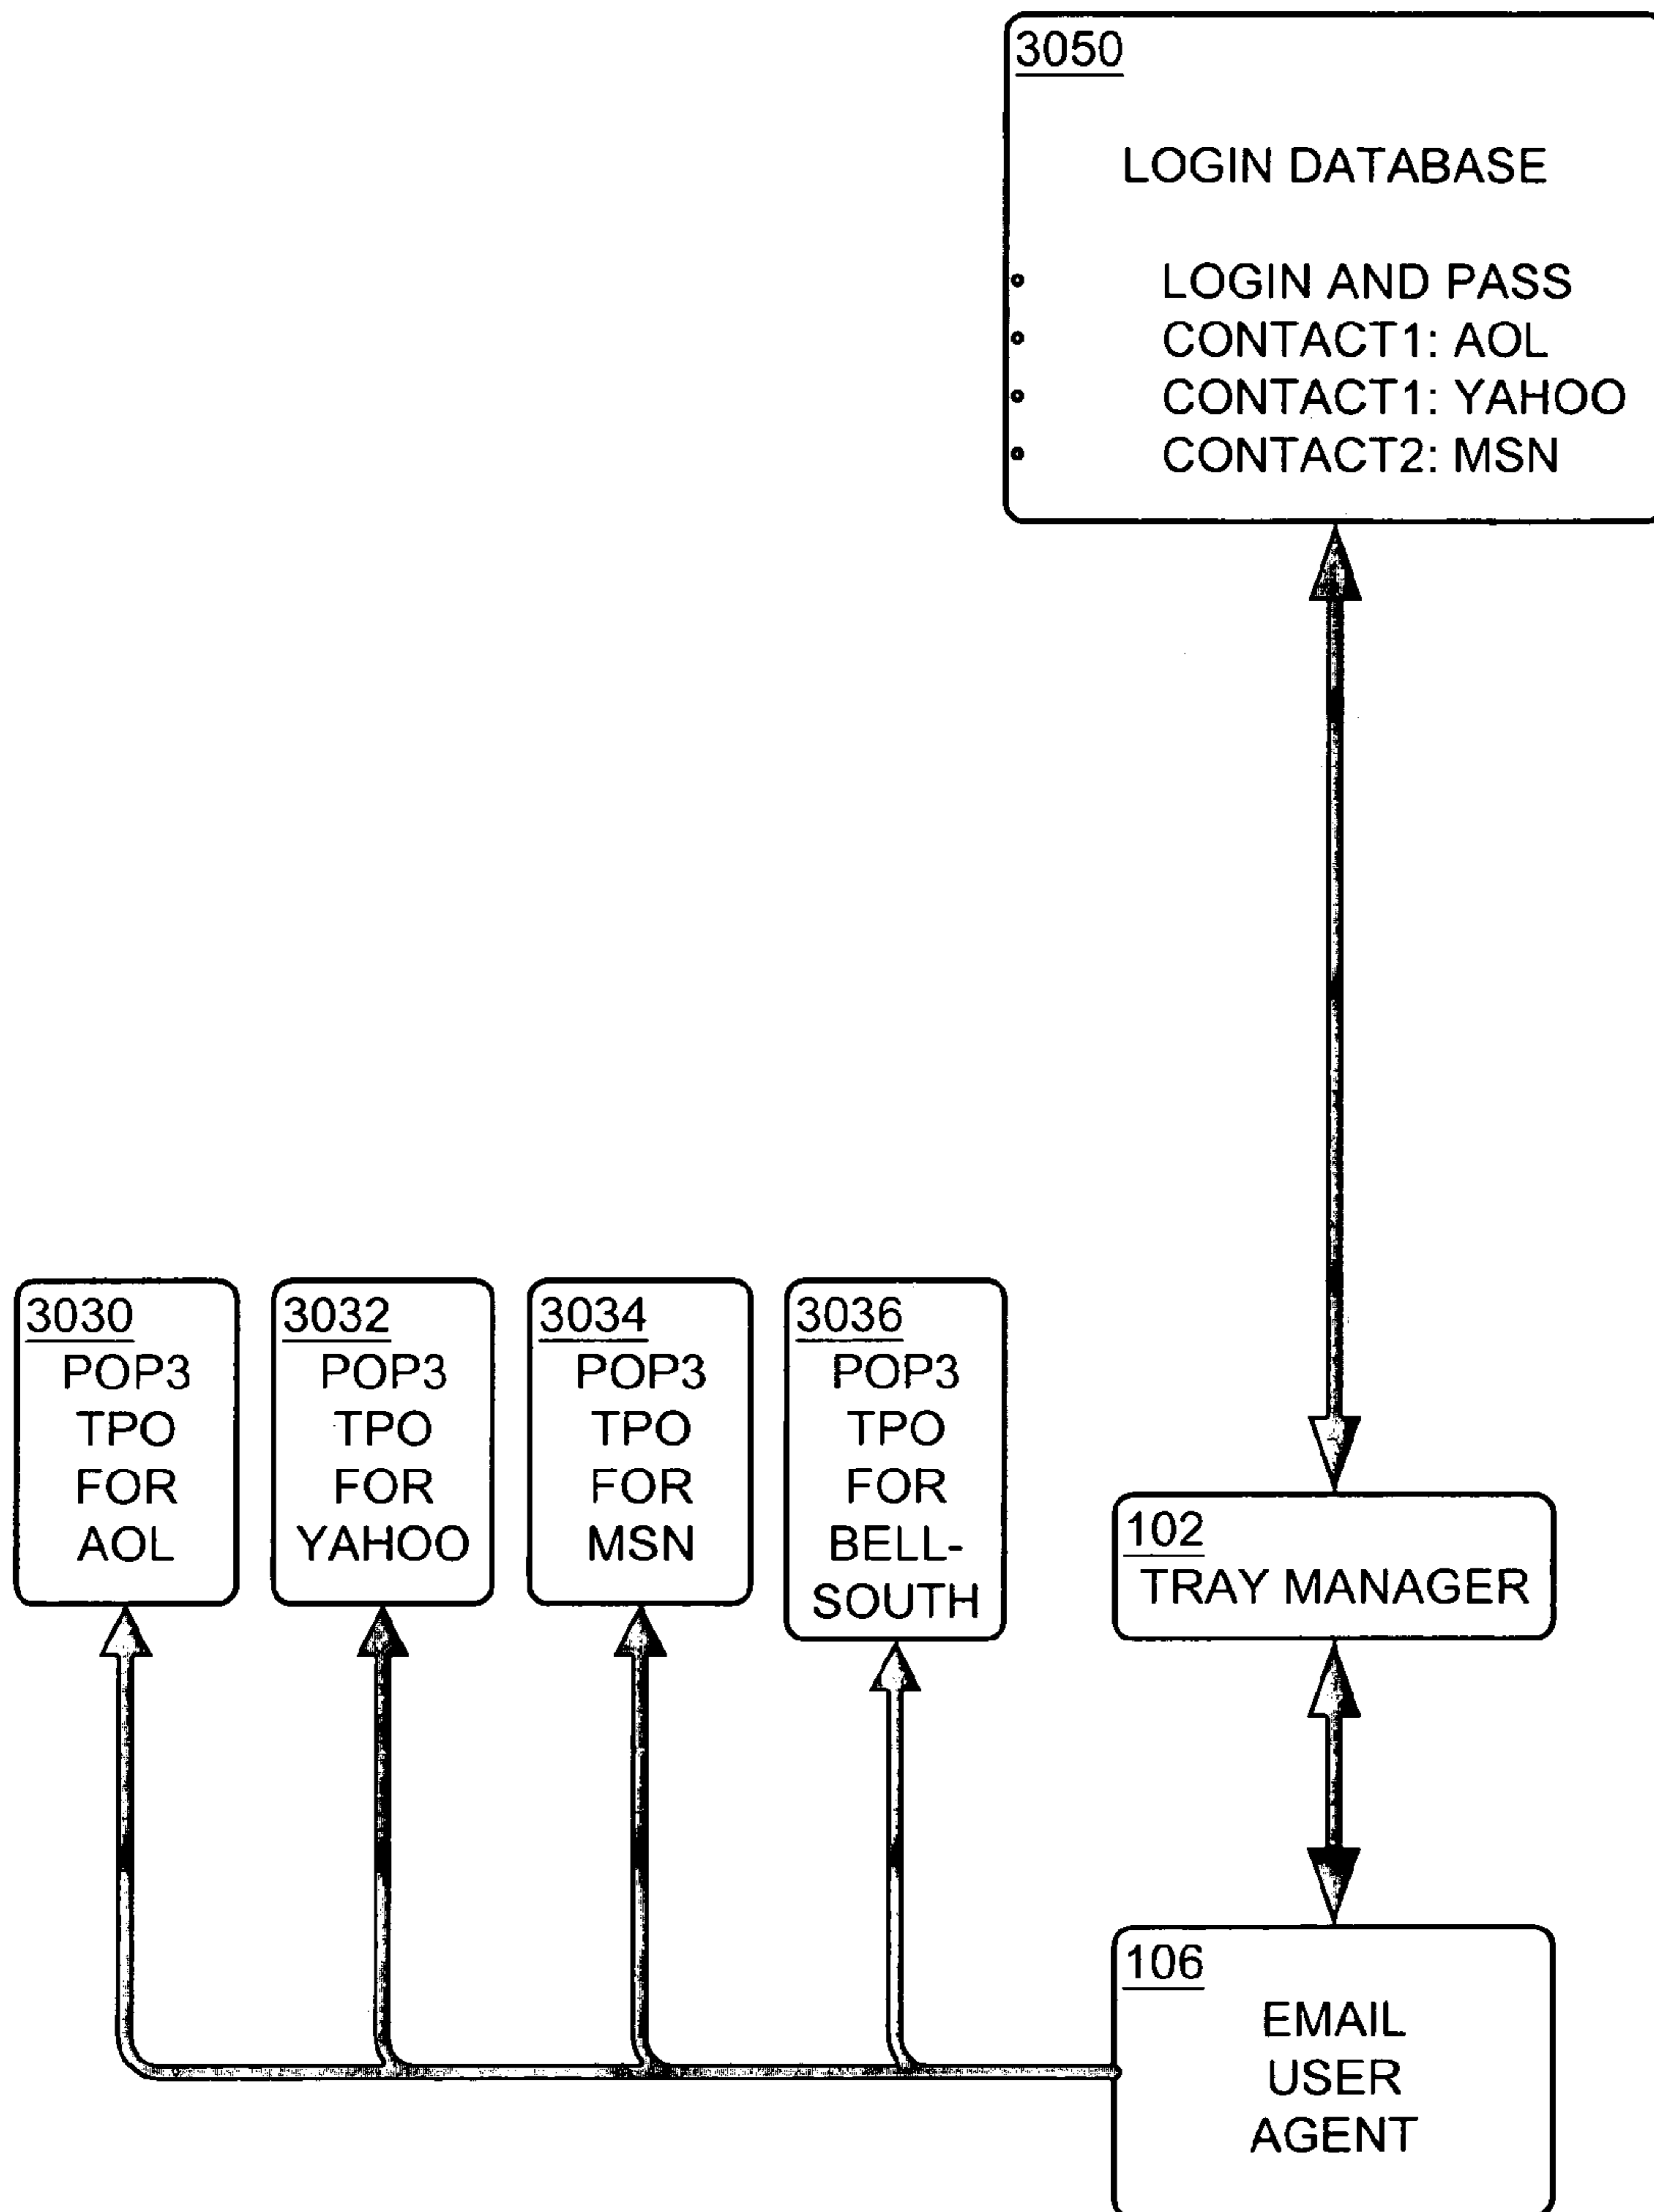 3050
LOGIN DATABASE
LOGIN AND PASS
CONTACT1: AOL
CONTACT1: YAHOO
CONTACT2: MSN
3030
POP3
TPO
FOR
AOL
3032
POP3
TPO
FOR
YAHOO
3034
POP3
TPO
FOR
MSN
3036
POP3
TPO
FOR
BELL-
SOUTH
102
TRAY MANAGER
106
EMAIL
USER
AGENT